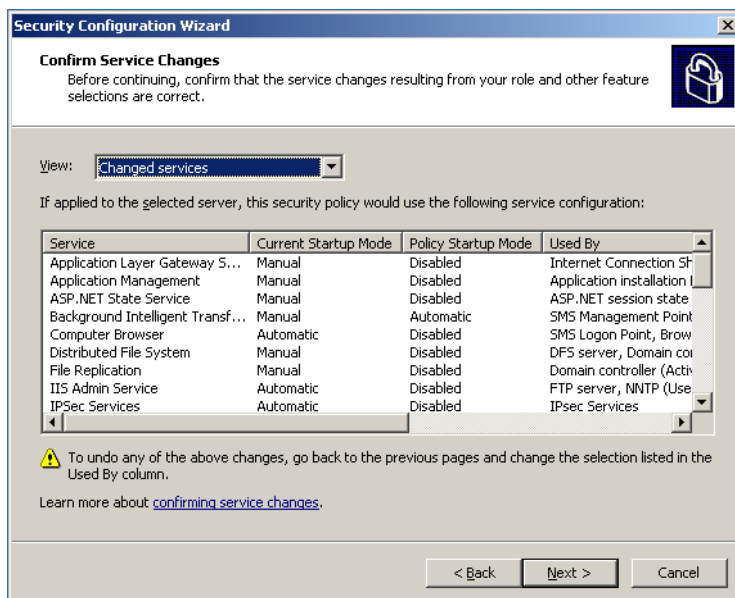 Security Configuration Wizard
Confirm Service Changes
Before continuing, confirm that the service changes resulting from your role and other feature
selections are correct.
View: Changed services
If applied to the selected server, this security policy would use the following service configuration:
Service Current Startup Mode Policy Startup Mode Used By
Application Layer Gateway S... Manual Disabled Internet Connection Sh
Application Management Manual Disabled Application installation
ASP.NET State Service Manual Disabled ASP.NET session state
Background Intelligent Transf... Manual Automatic SMS Management Point
Computer Browser Automatic Disabled SMS Logon Point, Brow
Distributed File System Manual Disabled DFS server, Domain co
File Replication Manual Disabled Domain controller (Activ
IIS Admin Service Automatic Disabled FTP server, NNTP (Use
IPSec Services Automatic Disabled IPsec Services
To undo any of the above changes, go back to the previous pages and change the selection listed in the
Used By column.
Learn more about confirming service changes.
< Back Next > Cancel